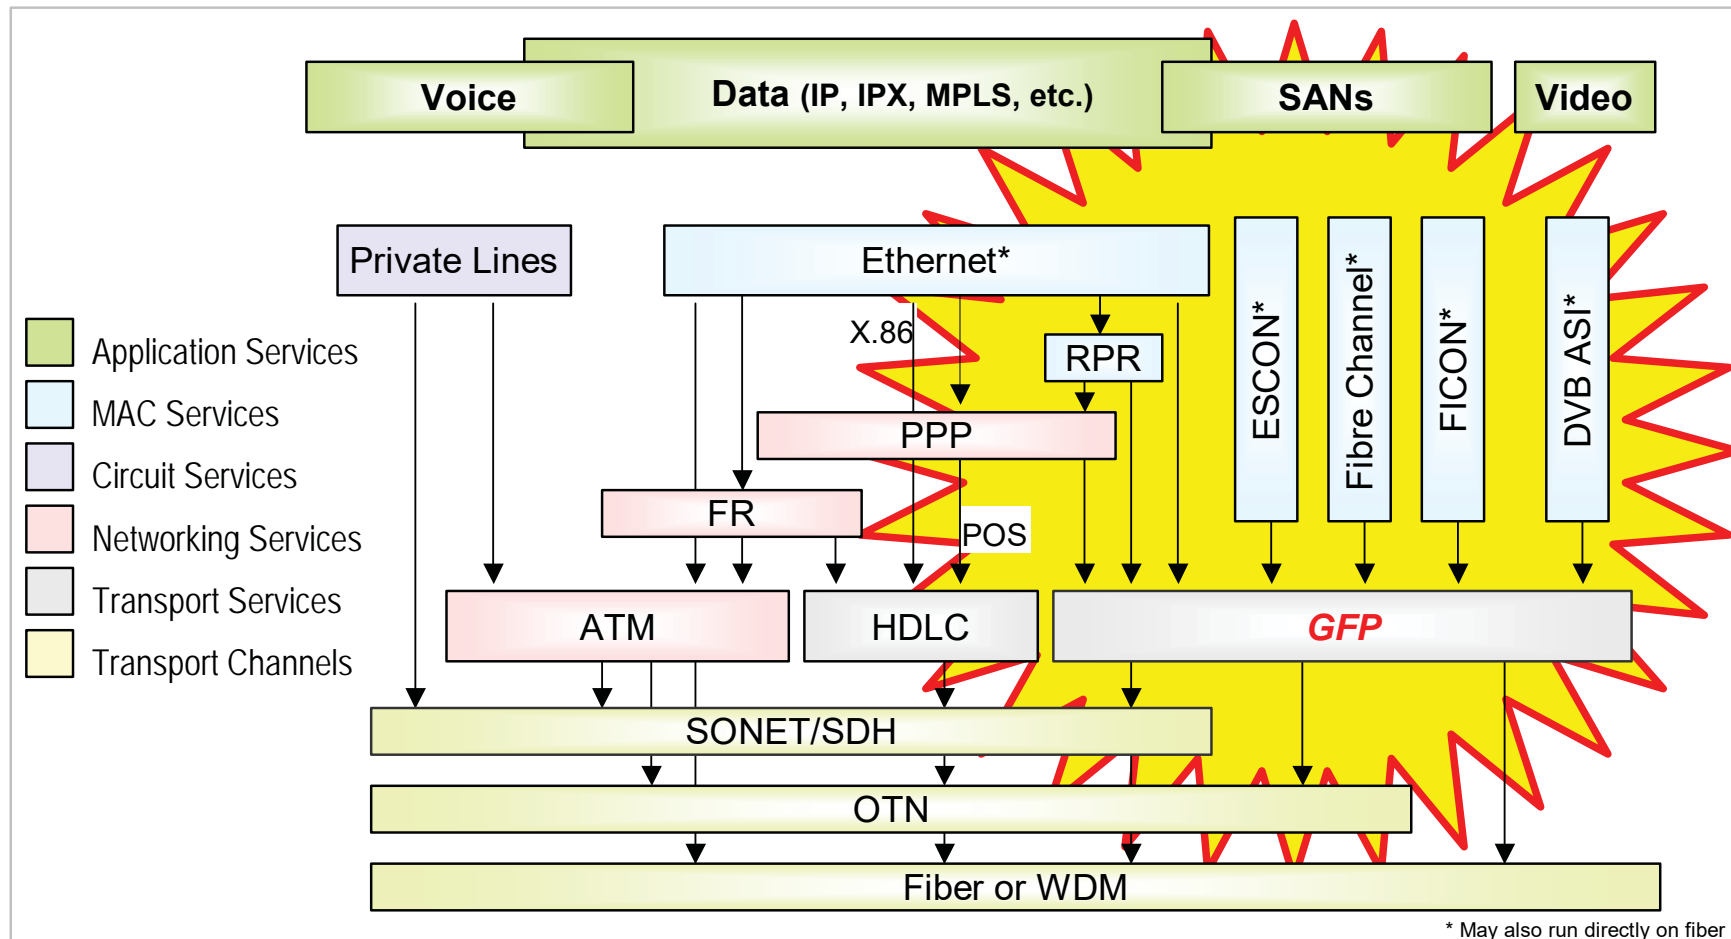 Voice
Data (IP, IPX, MPLS, etc.)
SANs
Video
Private Lines
Ethernet*
ESCON*
Fibre Channel*
FICON*
DVB ASI*
X.86
RPR
Application Services
MAC Services
Circuit Services
Networking Services
Transport Services
Transport Channels
PPP
FR
POS
ATM
HDLC
GFP
SONET/SDH
OTN
Fiber or WDM
* May also run directly on fiber